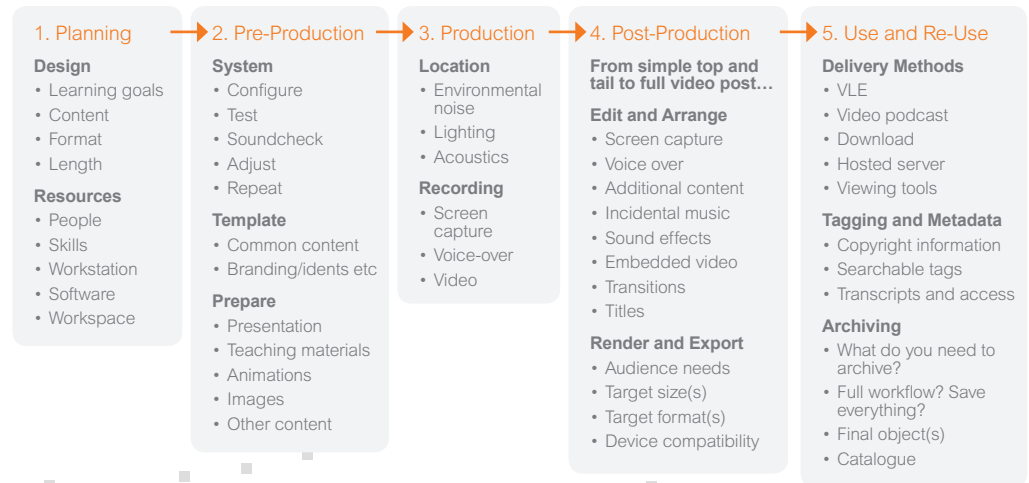 1. Planning
Design
• Learning goals
• Content
• Format
• Length
Resources
• People
• Skills
• Workstation
• Software
• Workspace
2. Pre-Production
System
• Configure
• Test
• Soundcheck
• Adjust
• Repeat
Template
• Common content
• Branding/idents etc
Prepare
• Presentation
• Teaching materials
• Animations
• Images
• Other content
3. Production
Location
• Environmental
noise
• Lighting
• Acoustics
Recording
• Screen
capture
• Voice-over
• Video
4. Post-Production
From simple top and
tail to full video post…
Edit and Arrange
• Screen capture
• Voice over
• Additional content
• Incidental music
• Sound effects
• Embedded video
• Transitions
• Titles
Render and Export
• Audience needs
• Target size(s)
• Target format(s)
• Device compatibility
5. Use and Re-Use
Delivery Methods
• VLE
• Video podcast
• Download
• Hosted server
• Viewing tools
Tagging and Metadata
• Copyright information
• Searchable tags
• Transcripts and access
Archiving
• What do you need to
archive?
• Full workflow? Save
everything?
• Final object(s)
• Catalogue